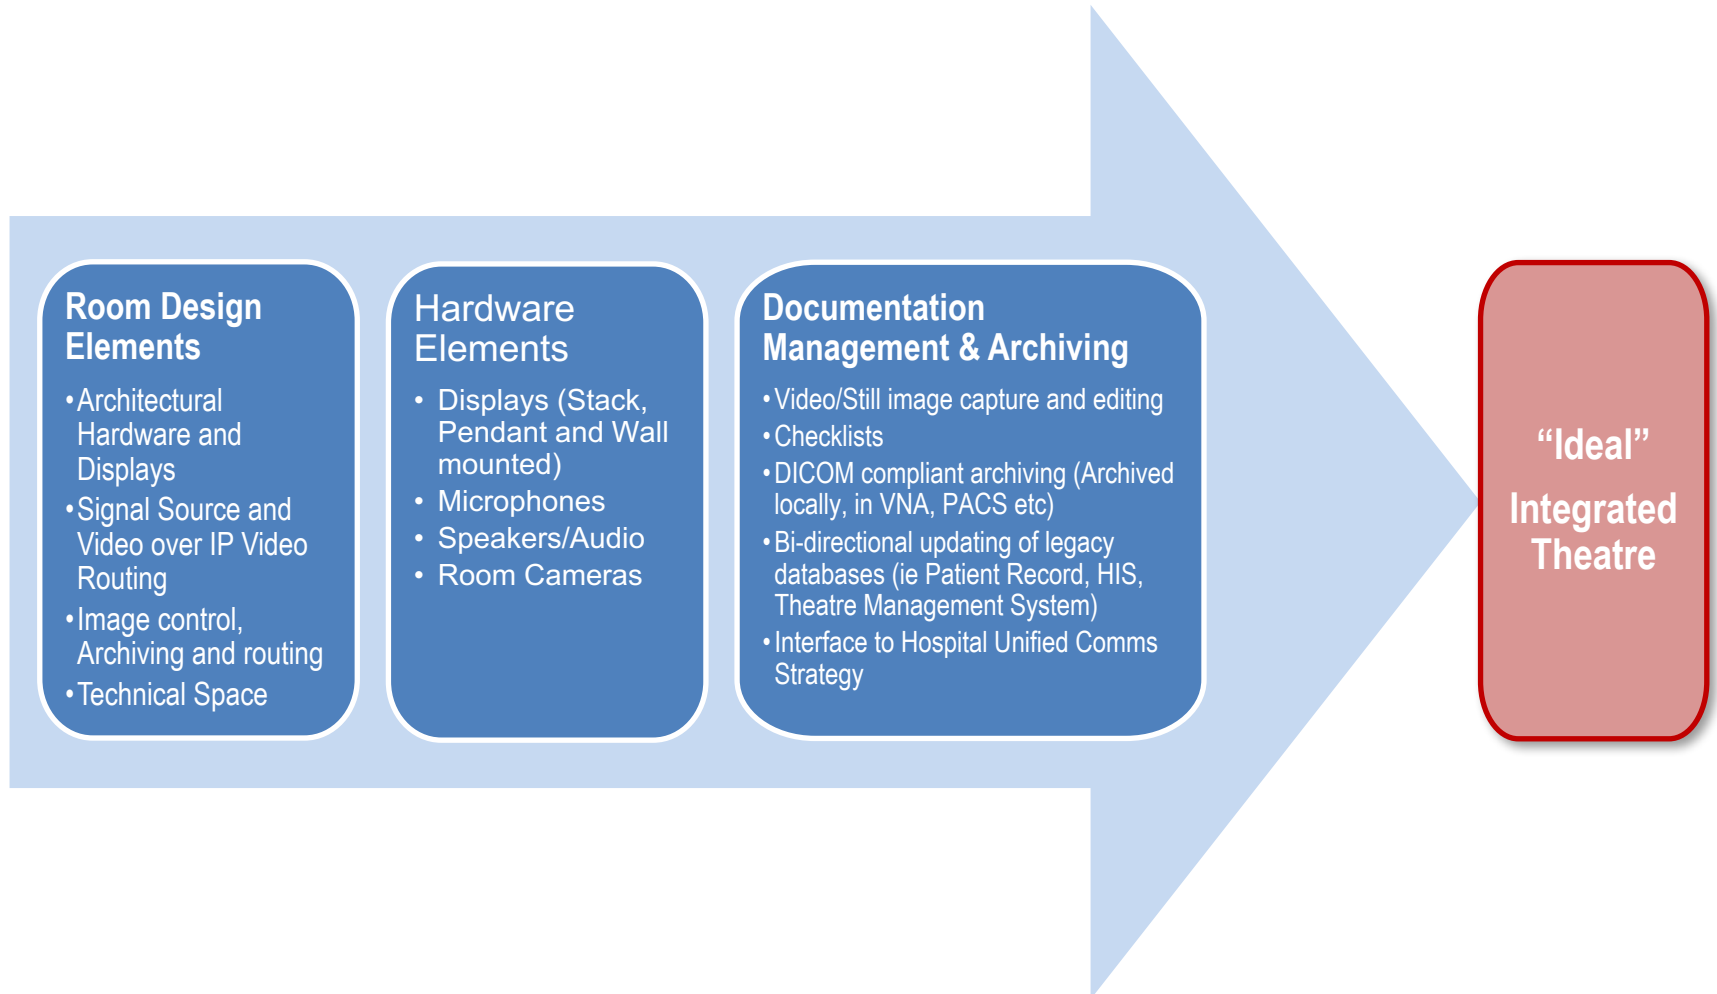 Room Design
Elements
•Architectural
Hardware and
Displays
•Signal Source and
Video over IP Video
Routing
•Image control,
Archiving and routing
•Technical Space
Hardware
Elements
• Displays (Stack,
Pendant and Wall
mounted)
• Microphones
• Speakers/Audio
• Room Cameras
Documentation
Management & Archiving
•Video/Still image capture and editing
•Checklists
•DICOM compliant archiving (Archived
locally, in VNA, PACS etc)
•Bi-directional updating of legacy
databases (ie Patient Record, HIS,
Theatre Management System)
•Interface to Hospital Unified Comms
Strategy
“Ideal”
Integrated
Theatre